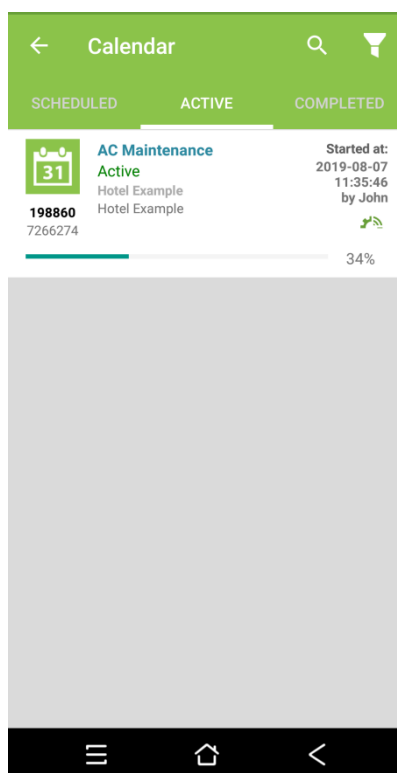 Calendar
SCHEDULED ACTIVE COMPLETED
31
198860
7266274
AC Maintenance
Active
Hotel Example
Hotel Example
Started at:
2019-08-07
11:35:46
by John
34%